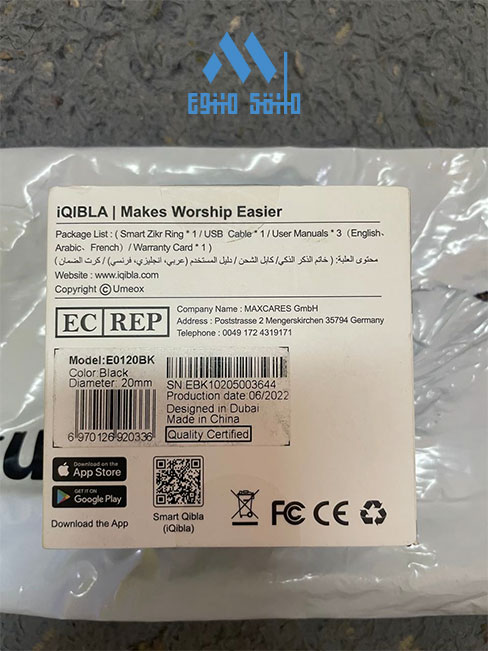 iQIBLA | Makes Worship Easier
Package List : ( Smart Zikr Ring * 1 / USB Cable * 1 / User Manuals * 3（English、
Arabic、French）/ Warranty Card * 1 )
محتوى العلبة: ( خاتم الذكر الذكي/ كابل الشحن / دليل المستخدم (عربي، انجليزي، فرنسي) / كرت الضمان )
Website : www.iqibla.com
Copyright © Umeox
EC REP
Company Name : MAXCARES GmbH
Address : Poststrasse 2 Mengerskirchen 35794 Germany
Telephone : 0049 172 4319171
Model:E0120BK
Color Black
Diameter: 20mm
6 970126 920336
SN EBK10205003644
Production date 06/2022
Designed in Dubai
Made in China
Quality Certified
Download on the
App Store
GET IT ON
Google Play
Download the App
Smart Qibla
(iQibla)
FC CE